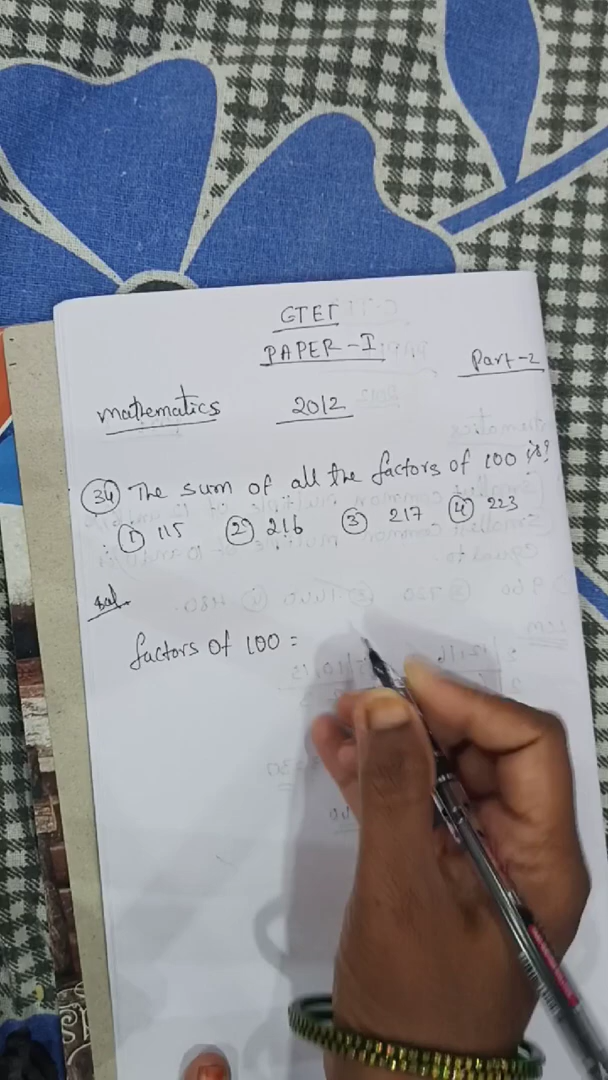 CTET
PAPER-I
Part-2
mathematics 2012
34 The sum of all the factors of 100 is?
1 115 2 216 3 217 4 223
Sol.
factors of 100 =